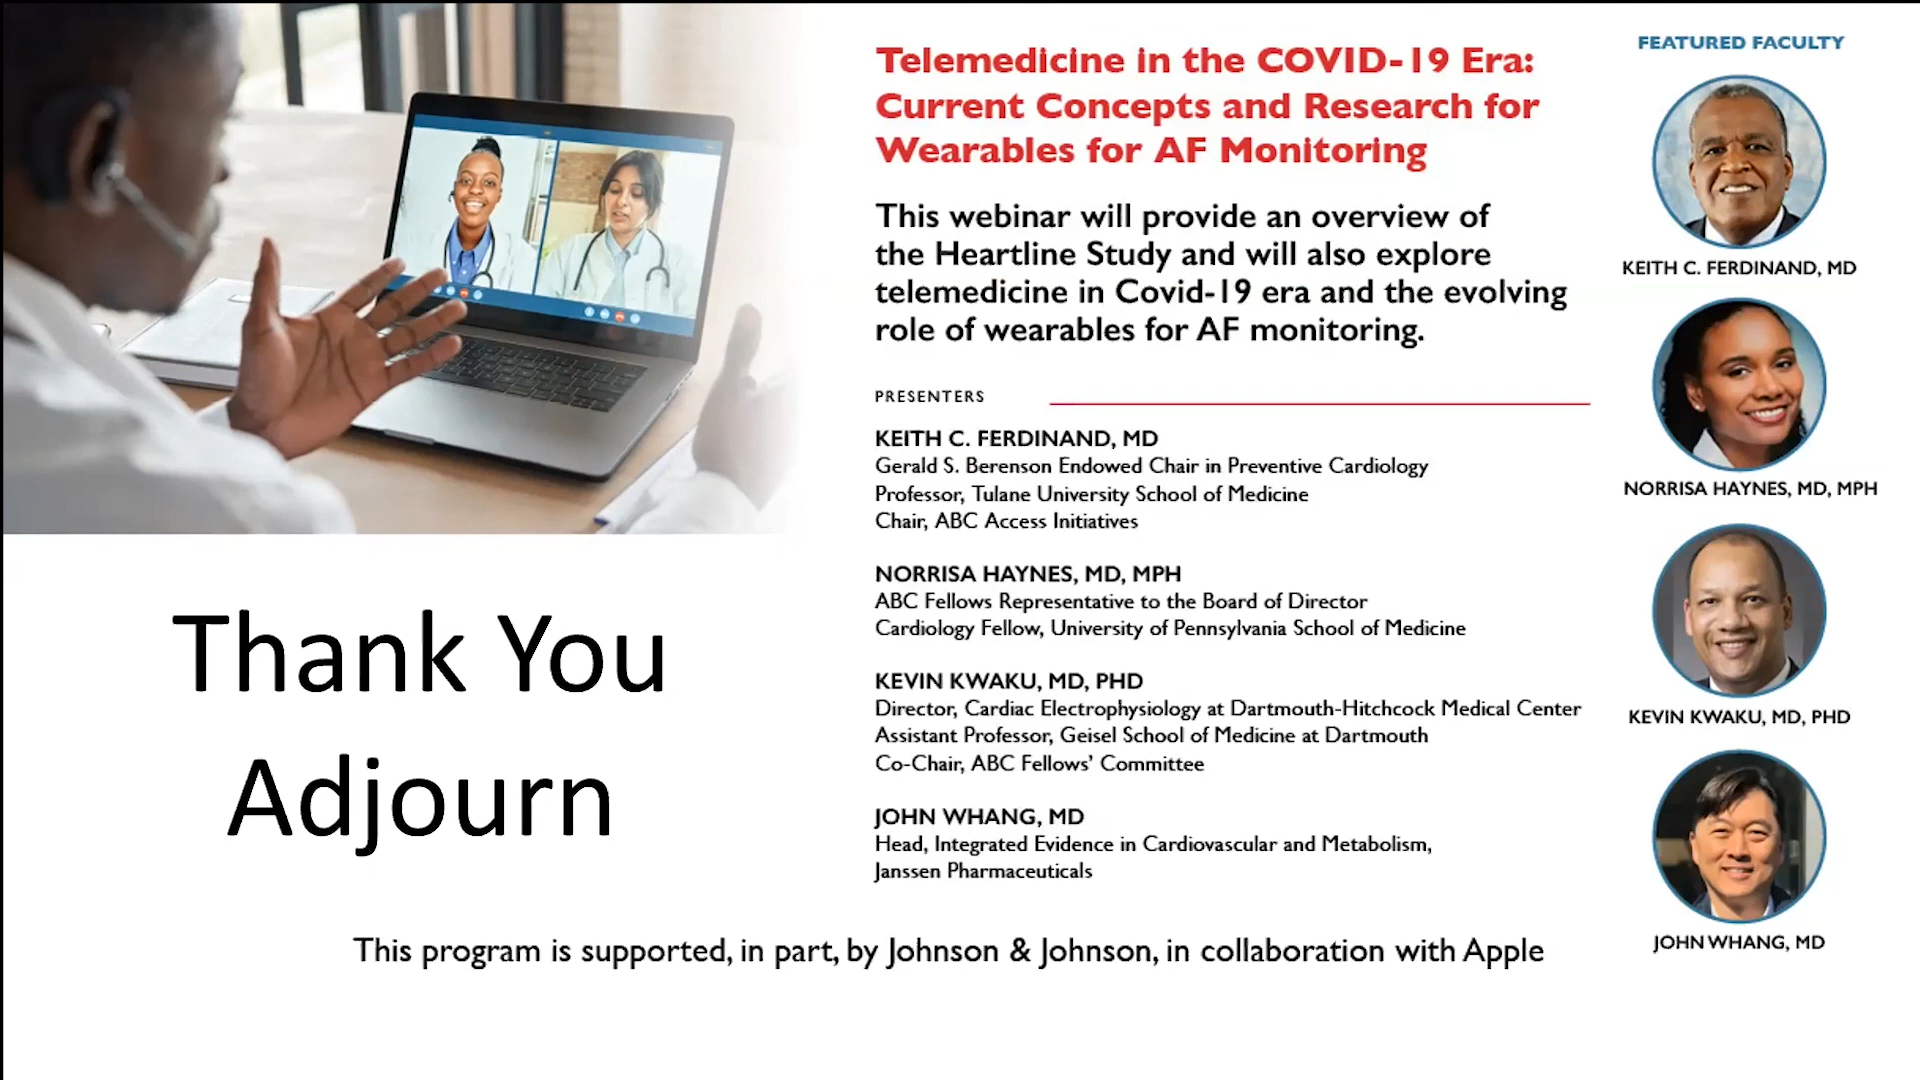 Telemedicine in the COVID-19 Era:
Current Concepts and Research for
Wearables for AF Monitoring
This webinar will provide an overview of
the Heartline Study and will also explore
telemedicine in Covid-19 era and the evolving
role of wearables for AF monitoring.
PRESENTERS
KEITH C. FERDINAND, MD
Gerald S. Berenson Endowed Chair in Preventive Cardiology
Professor, Tulane University School of Medicine
Chair, ABC Access Initiatives
NORRISA HAYNES, MD, MPH
ABC Fellows Representative to the Board of Director
Cardiology Fellow, University of Pennsylvania School of Medicine
KEVIN KWAKU, MD, PHD
Director, Cardiac Electrophysiology at Dartmouth-Hitchcock Medical Center
Assistant Professor, Geisel School of Medicine at Dartmouth
Co-Chair, ABC Fellows’ Committee
JOHN WHANG, MD
Head, Integrated Evidence in Cardiovascular and Metabolism,
Janssen Pharmaceuticals
FEATURED FACULTY
KEITH C. FERDINAND, MD
NORRISA HAYNES, MD, MPH
KEVIN KWAKU, MD, PHD
JOHN WHANG, MD
Thank You
Adjourn
This program is supported, in part, by Johnson & Johnson, in collaboration with Apple